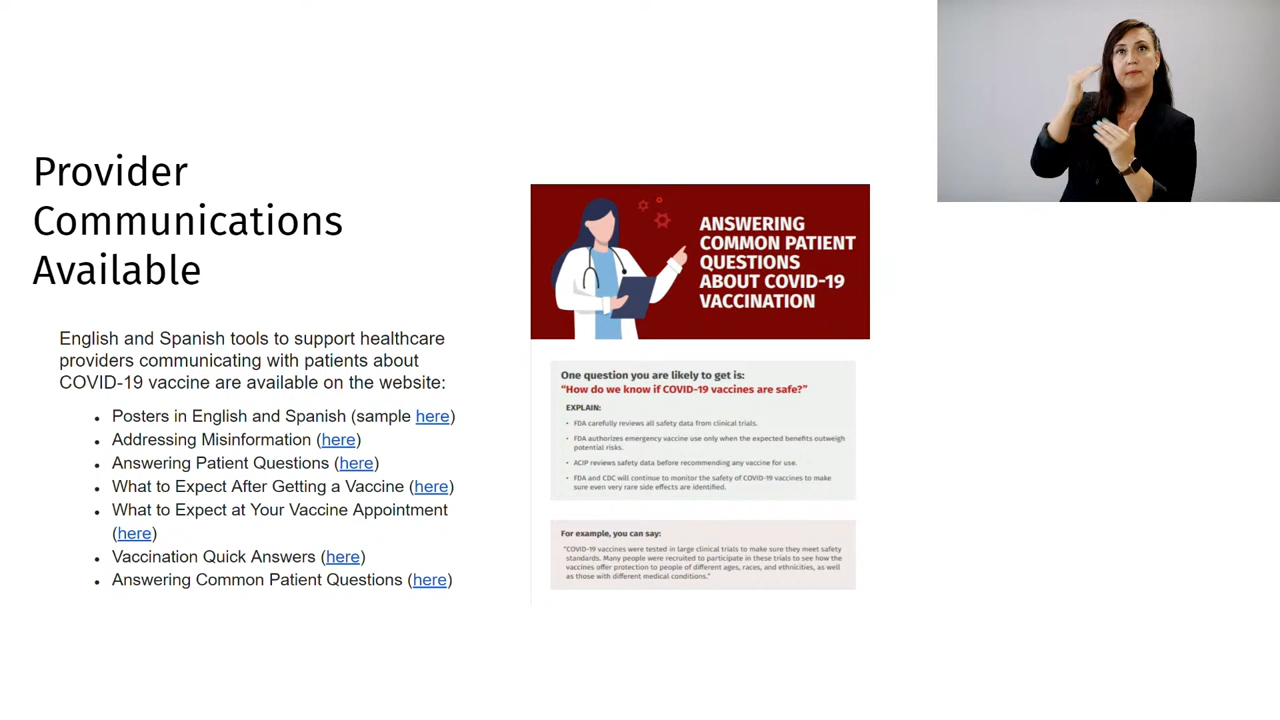 Provider
Communications
Available
English and Spanish tools to support healthcare
providers communicating with patients about
COVID-19 vaccine are available on the website:
• Posters in English and Spanish (sample here)
• Addressing Misinformation (here)
• Answering Patient Questions (here)
• What to Expect After Getting a Vaccine (here)
• What to Expect at Your Vaccine Appointment
(here)
• Vaccination Quick Answers (here)
• Answering Common Patient Questions (here)
ANSWERING
COMMON PATIENT
QUESTIONS
ABOUT COVID-19
VACCINATION
One question you are likely to get is:
“How do we know if COVID-19 vaccines are safe?”
EXPLAIN:
• FDA carefully reviews all safety data from clinical trials.
• FDA authorizes emergency vaccine use only when the expected benefits outweigh
potential risks.
• ACIP reviews safety data before recommending any vaccine for use.
• FDA and CDC will continue to monitor the safety of COVID-19 vaccines to make
sure even very rare side effects are identified.
For example, you can say:
“COVID-19 vaccines were tested in large clinical trials to make sure they meet safety
standards. Many people were recruited to participate in these trials to see how the
vaccines offer protection to people of different ages, races, and ethnicities, as well
as those with different medical conditions.”